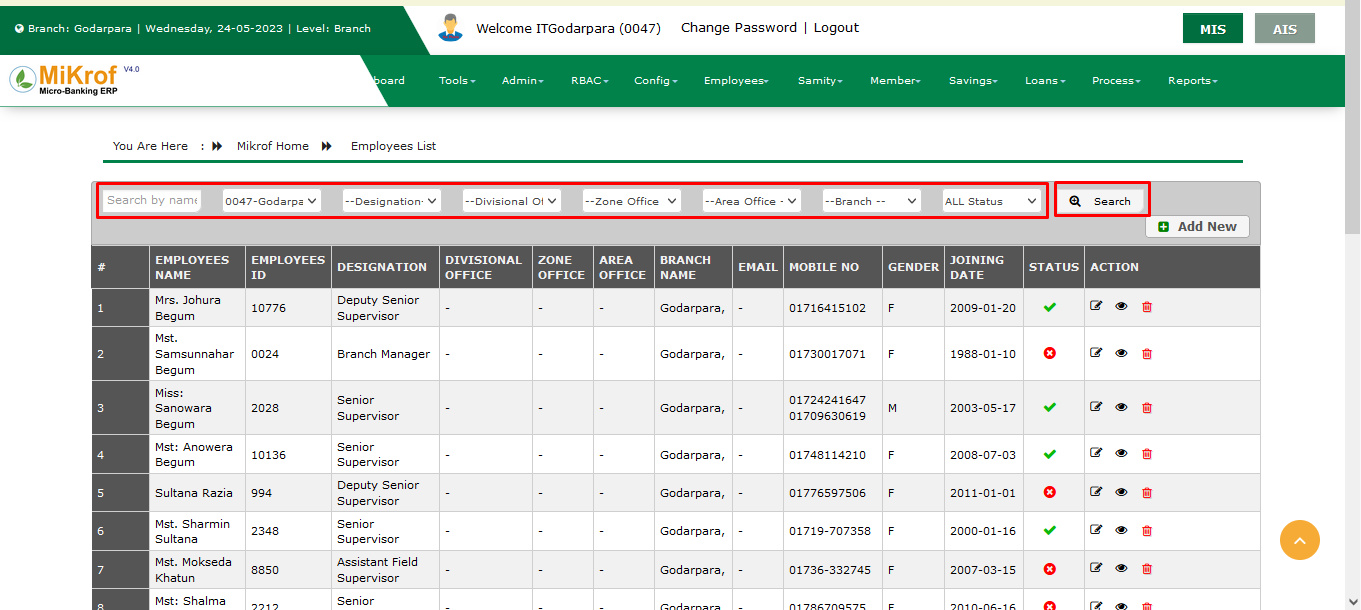 Branch: Godarpara | Wednesday, 24-05-2023 | Level: Branch
Welcome ITGodarpara (0047) Change Password | Logout
MIS AIS
MiKrof V4.0
Micro-Banking ERP
board Tools Admin RBAC Config Employees Samity Member Savings Loans Process Reports
You Are Here : Mikrof Home Employees List
Search by name 0047-Godarpa --Designation- --Divisional Of --Zone Office --Area Office - --Branch -- ALL Status Search
Add New
# EMPLOYEES NAME EMPLOYEES ID DESIGNATION DIVISIONAL OFFICE ZONE OFFICE AREA OFFICE BRANCH NAME EMAIL MOBILE NO GENDER JOINING DATE STATUS ACTION
1 Mrs. Johura Begum 10776 Deputy Senior Supervisor - - - Godarpara, - 01716415102 F 2009-01-20
2 Mst. Samsunnahar Begum 0024 Branch Manager - - - Godarpara, - 01730017071 F 1988-01-10
3 Miss: Sanowara Begum 2028 Senior Supervisor - - - Godarpara, - 01724241647 01709630619 M 2003-05-17
4 Mst: Anowera Begum 10136 Senior Supervisor - - - Godarpara, - 01748114210 F 2008-07-03
5 Sultana Razia 994 Deputy Senior Supervisor - - - Godarpara, - 01776597506 F 2011-01-01
6 Mst. Sharmin Sultana 2348 Senior Supervisor - - - Godarpara, - 01719-707358 F 2000-01-16
7 Mst. Mokseda Khatun 8850 Assistant Field Supervisor - - - Godarpara, - 01736-332745 F 2007-03-15
8 Mst: Shalma 2212 Senior - - - Godarpara, - 01786709575 F 2010-06-16